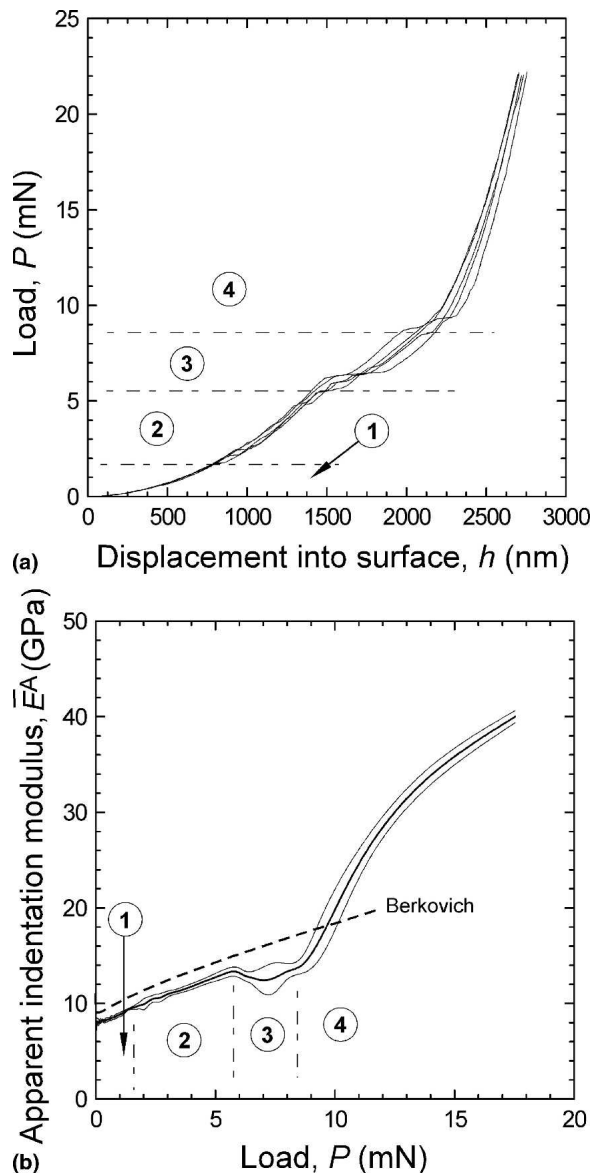 25
20
15
10
5
0
Load, P (mN)
4
3
2
1
0 500 1000 1500 2000 2500 3000
Displacement into surface, h (nm)
(a)
50
40
30
20
10
0
Apparent indentation modulus, E̅ᴬ (GPa)
Berkovich
1
2
3
4
0 5 10 15 20
Load, P (mN)
(b)